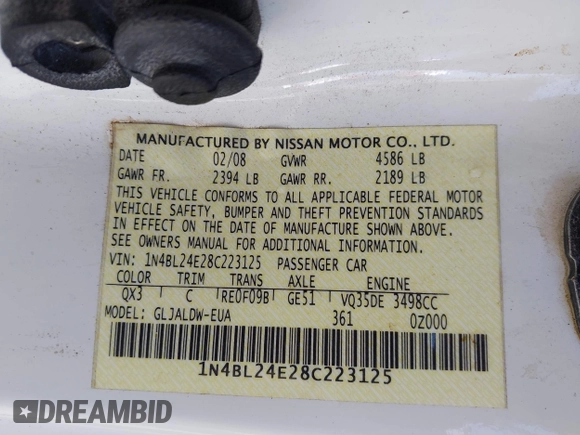 MANUFACTURED BY NISSAN MOTOR CO., LTD.
DATE 02/08 GVWR 4586 LB
GAWR FR. 2394 LB GAWR RR. 2189 LB
THIS VEHICLE CONFORMS TO ALL APPLICABLE FEDERAL MOTOR
VEHICLE SAFETY, BUMPER AND THEFT PREVENTION STANDARDS
IN EFFECT ON THE DATE OF MANUFACTURE SHOWN ABOVE.
SEE OWNERS MANUAL FOR ADDITIONAL INFORMATION.
VIN: 1N4BL24E28C223125 PASSENGER CAR
COLOR TRIM TRANS AXLE ENGINE
QX3 C RE0F09B GE51 VQ35DE 3498CC
MODEL: GLJALDW-EUA 361 0Z000
1N4BL24E28C223125
DREAMBID